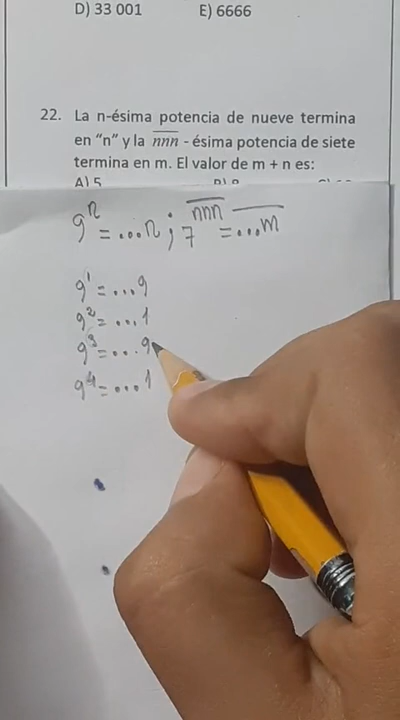 D) 33 001 E) 6666
22. La n-ésima potencia de nueve termina
en "n" y la nnn - ésima potencia de siete
termina en m. El valor de m + n es:
A) 5
9ⁿ = ...n ; 7^nnn = ...m
9¹ = ...9
9² = ...1
9³ = ...9
9⁴ = ...1